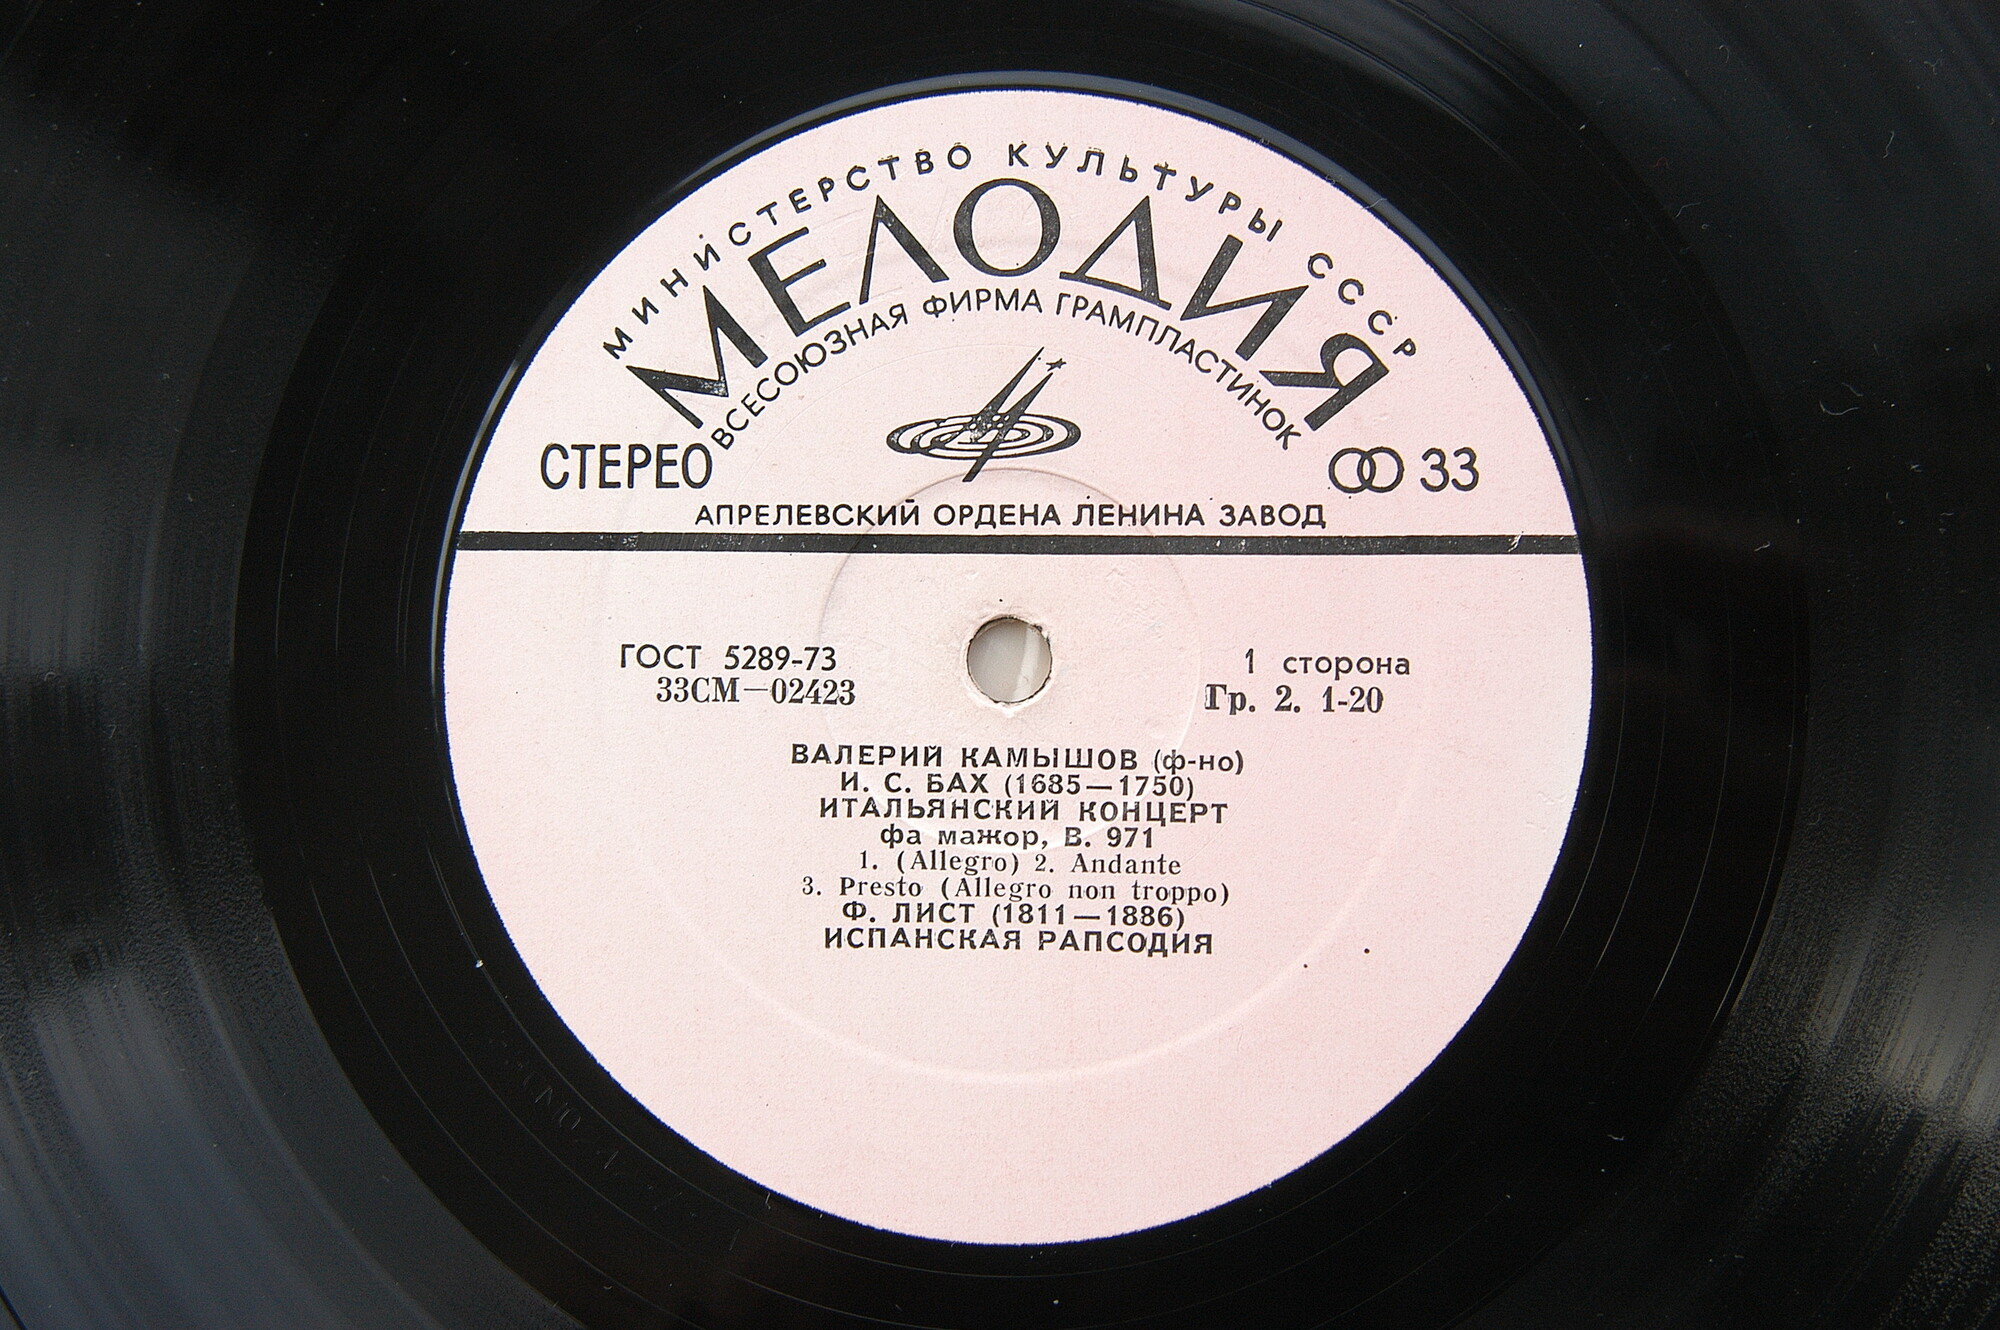 МИНИСТЕРСТВО КУЛЬТУРЫ СССР
МЕЛОДИЯ
ВСЕСОЮЗНАЯ ФИРМА ГРАМПЛАСТИНОК
СТЕРЕО
33
АПРЕЛЕВСКИЙ ОРДЕНА ЛЕНИНА ЗАВОД
ГОСТ 5289-73
33СМ—02423
1 сторона
Гр. 2. 1-20
ВАЛЕРИЙ КАМЫШОВ (ф-но)
И. С. БАХ (1685—1750)
ИТАЛЬЯНСКИЙ КОНЦЕРТ
фа мажор, В. 971
1. (Allegro) 2. Andante
3. Presto (Allegro non troppo)
Ф. ЛИСТ (1811—1886)
ИСПАНСКАЯ РАПСОДИЯ